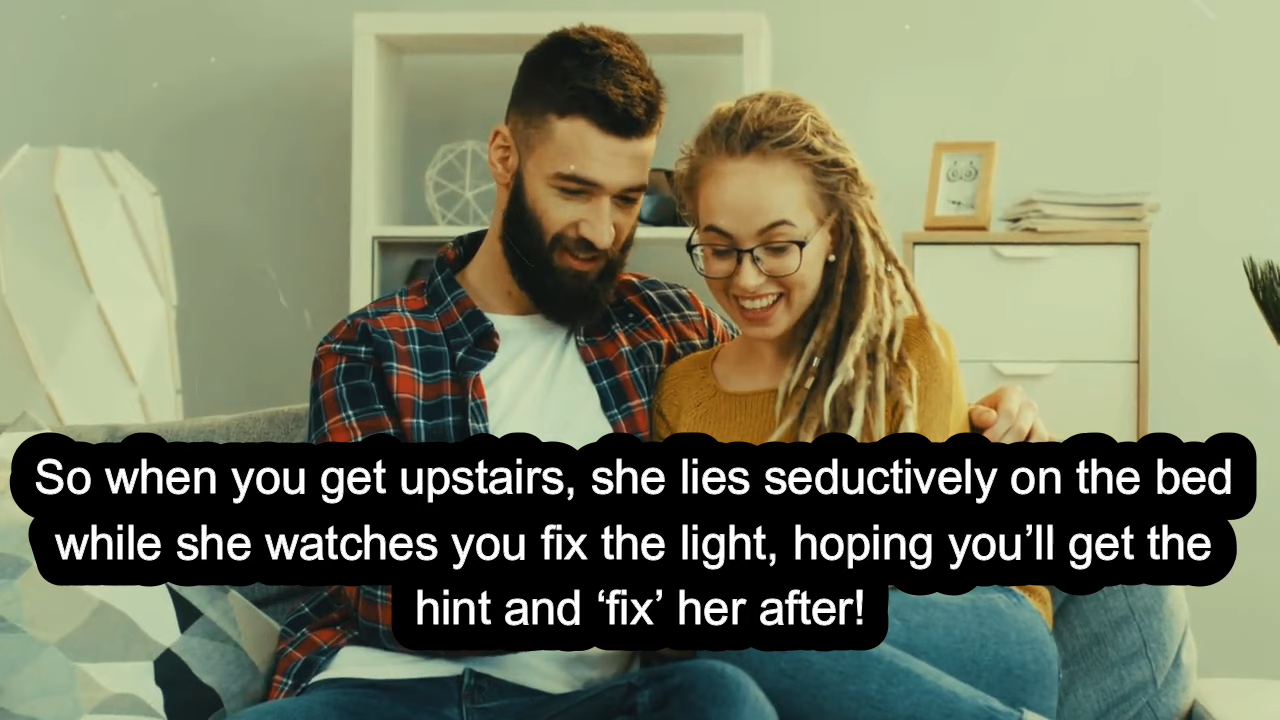 So when you get upstairs, she lies seductively on the bed
while she watches you fix the light, hoping you’ll get the
hint and ‘fix’ her after!